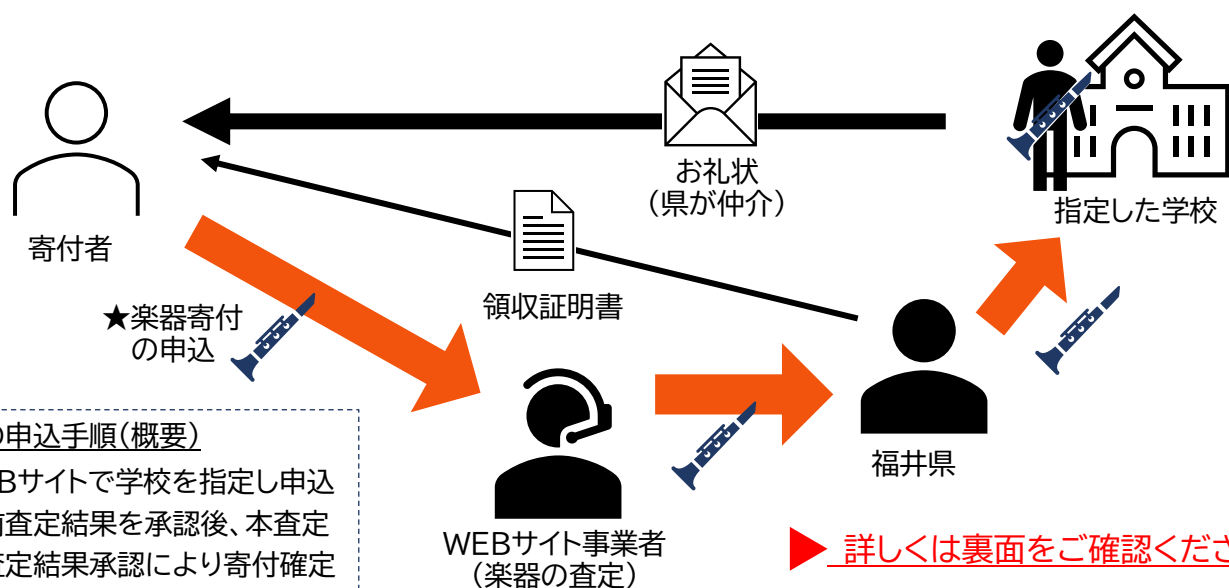 お礼状
（県が仲介）
指定した学校
寄付者
領収証明書
★楽器寄付
の申込
福井県
WEBサイト事業者
（楽器の査定）
の申込手順（概要）
Bサイトで学校を指定し申込
査定結果を承認後、本査定
査定結果承認により寄付確定
▶ 詳しくは裏面をご確認くださ